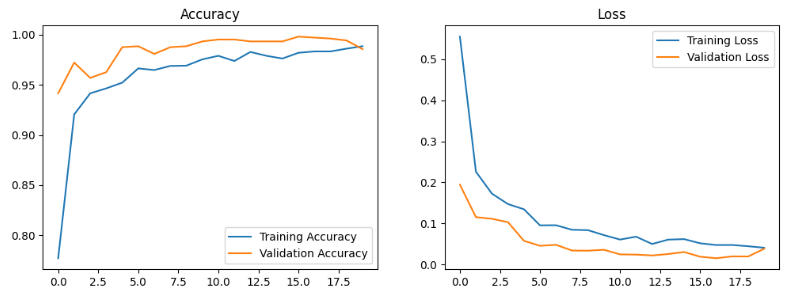 Accuracy
1.00
0.95
0.90
0.85
0.80
Training Accuracy
Validation Accuracy
0.0 2.5 5.0 7.5 10.0 12.5 15.0 17.5
Loss
0.5
0.4
0.3
0.2
0.1
0.0
Training Loss
Validation Loss
0.0 2.5 5.0 7.5 10.0 12.5 15.0 17.5